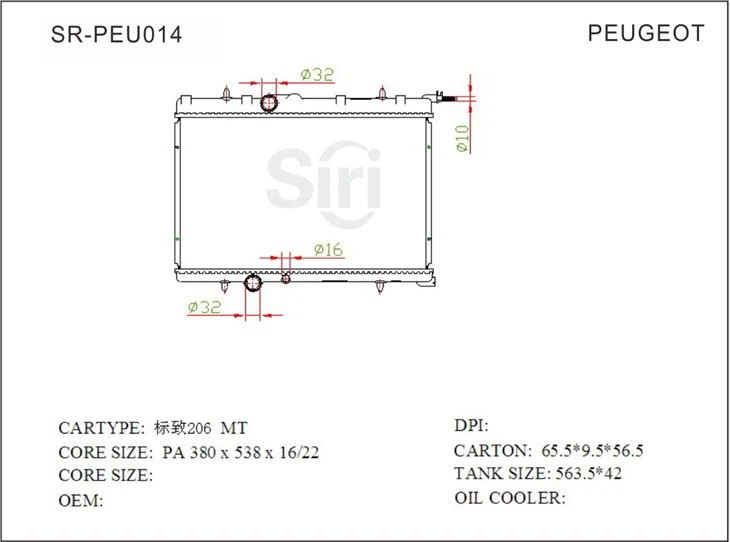 SR-PEU014
PEUGEOT
Ø32
Ø10
Siri
Ø16
Ø32
CARTYPE: 标致206 MT
CORE SIZE: PA 380 x 538 x 16/22
CORE SIZE:
OEM:
DPI:
CARTON: 65.5*9.5*56.5
TANK SIZE: 563.5*42
OIL COOLER: